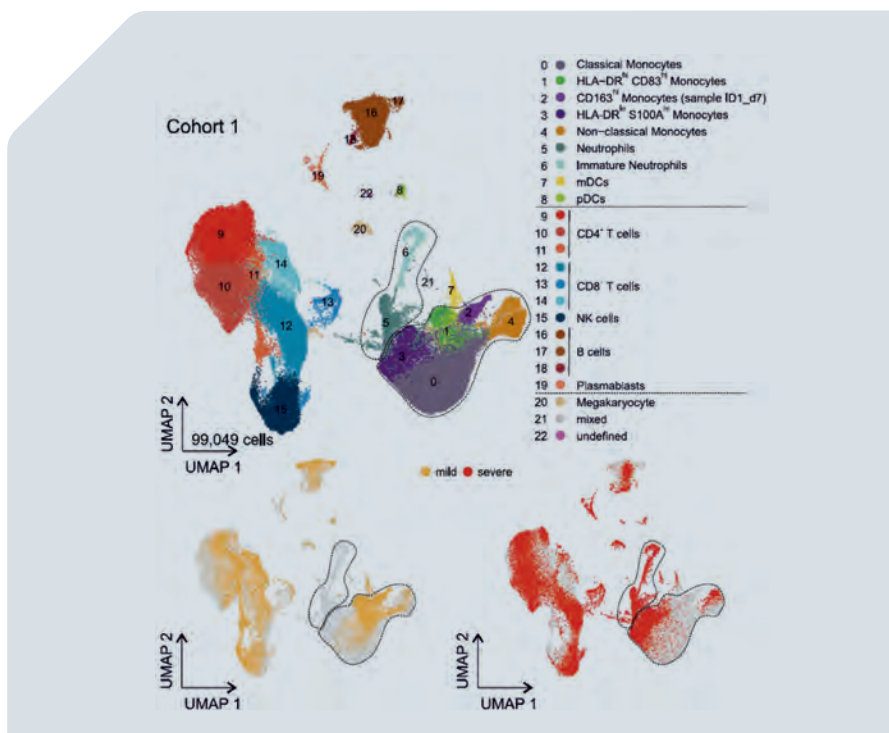 Cohort 1
16
17
18
19
22
8
20
9
14
11
10
13
12
15
6
21
7
5
2
1
4
3
0
UMAP 2
99,049 cells
UMAP 1
0 Classical Monocytes
1 HLA-DRhi CD83hi Monocytes
2 CD163hi Monocytes (sample ID1_d7)
3 HLA-DRlo S100Ahi Monocytes
4 Non-classical Monocytes
5 Neutrophils
6 Immature Neutrophils
7 mDCs
8 pDCs
9
10 CD4+ T cells
11
12
13 CD8+ T cells
14
15 NK cells
16
17 B cells
18
19 Plasmablasts
20 Megakaryocyte
21 mixed
22 undefined
mild severe
UMAP 2
UMAP 1
UMAP 2
UMAP 1